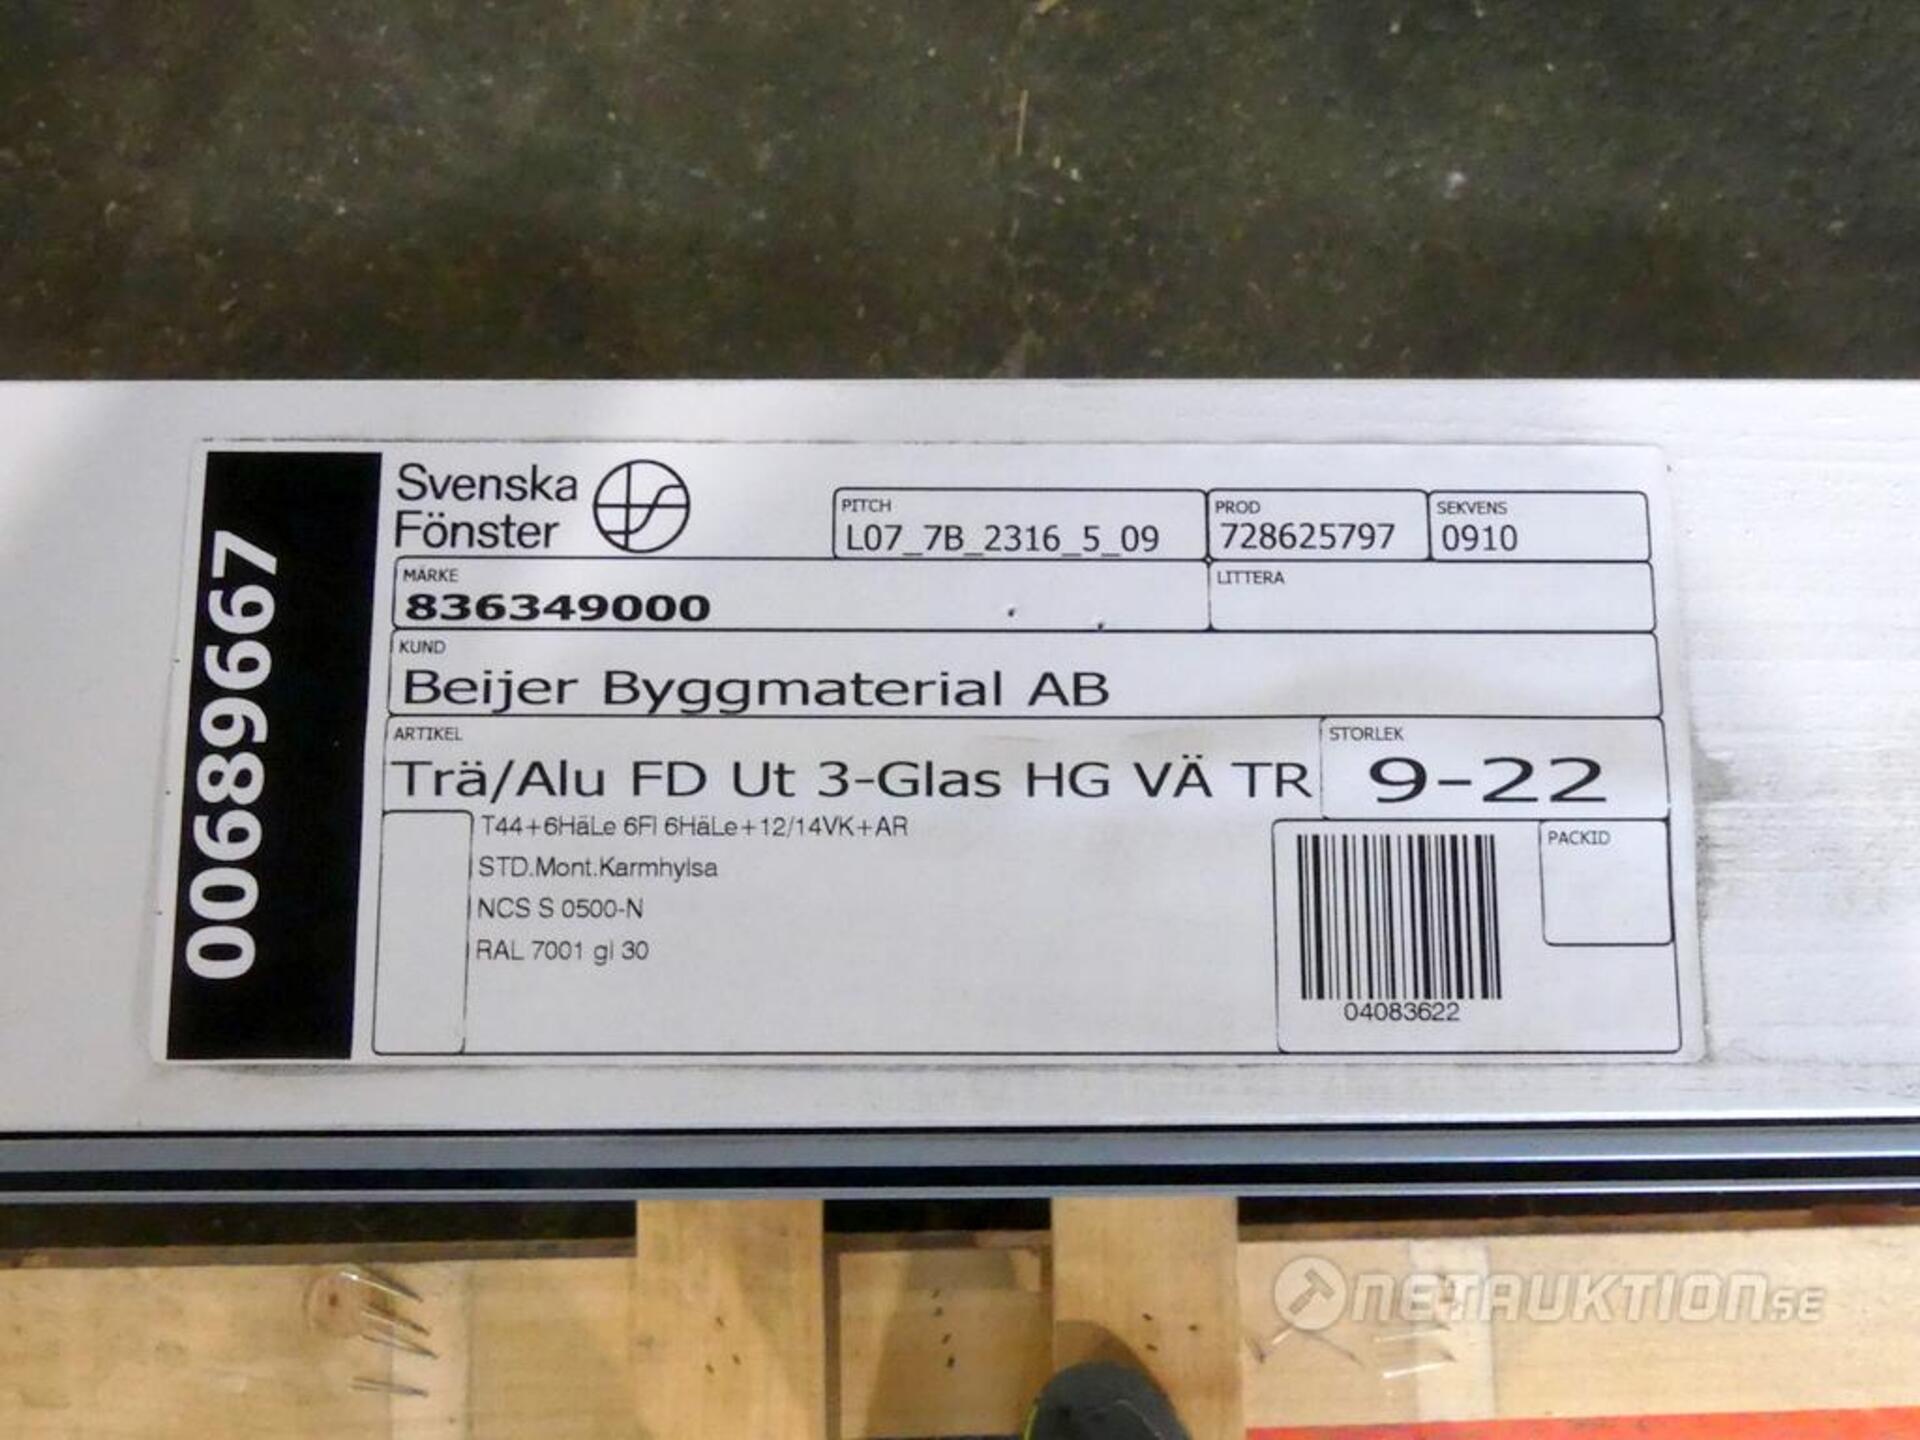 00689667
Svenska
Fönster
PITCH
L07_7B_2316_5_09
PROD
728625797
SEKVENS
0910
MÄRKE
836349000
LITTERA
KUND
Beijer Byggmaterial AB
ARTIKEL
Trä/Alu FD Ut 3-Glas HG VÄ TR
STORLEK
9-22
T44+6HäLe 6Fl 6HäLe+12/14VK+AR
STD.Mont.Karmhylsa
NCS S 0500-N
RAL 7001 gl 30
PACKID
04083622
NETAUKTION.SE